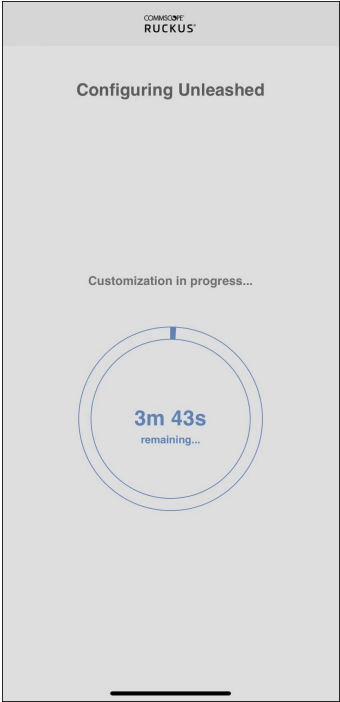 COMMSCOPE
RUCKUS
Configuring Unleashed
Customization in progress...
3m 43s
remaining...